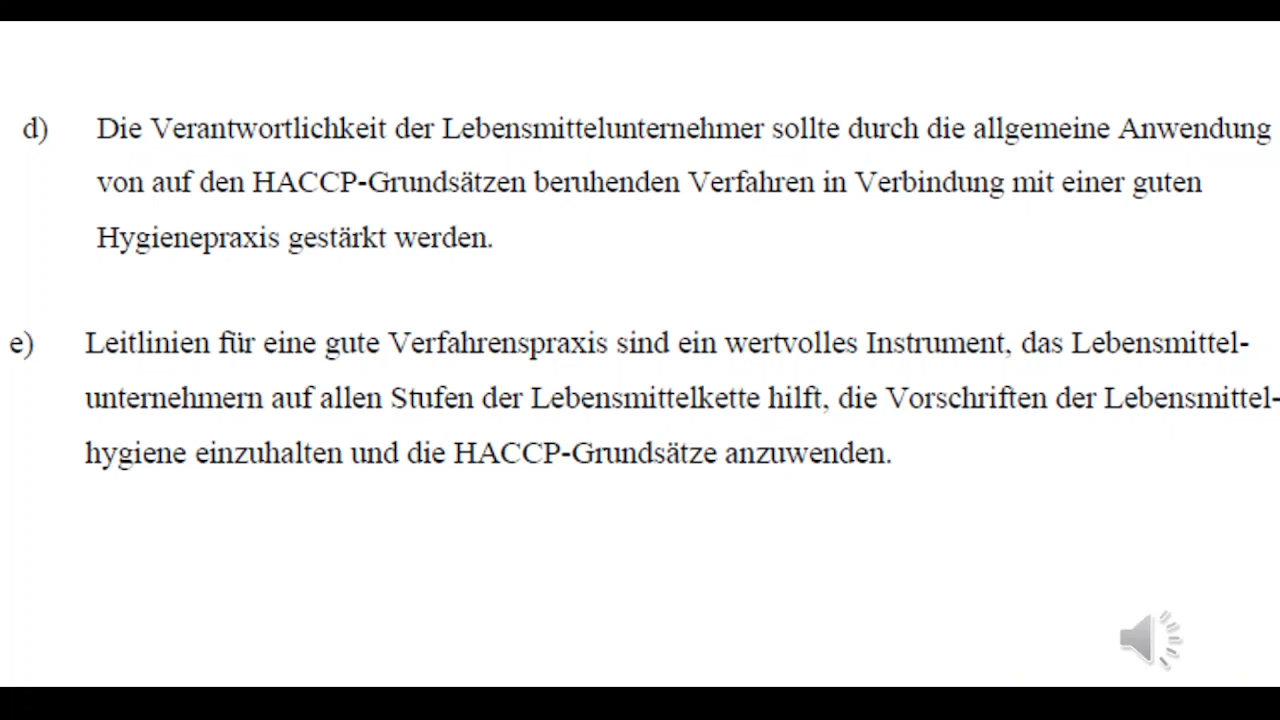 d) Die Verantwortlichkeit der Lebensmittelunternehmer sollte durch die allgemeine Anwendung
von auf den HACCP-Grundsätzen beruhenden Verfahren in Verbindung mit einer guten
Hygienepraxis gestärkt werden.
e) Leitlinien für eine gute Verfahrenspraxis sind ein wertvolles Instrument, das Lebensmittel-
unternehmern auf allen Stufen der Lebensmittelkette hilft, die Vorschriften der Lebensmittel-
hygiene einzuhalten und die HACCP-Grundsätze anzuwenden.